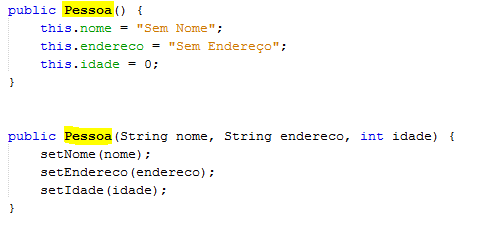 public Pessoa() {
this.nome = "Sem Nome";
this.endereco = "Sem Endereço";
this.idade = 0;
}
public Pessoa(String nome, String endereco, int idade) {
setNome(nome);
setEndereco(endereco);
setIdade(idade);
}